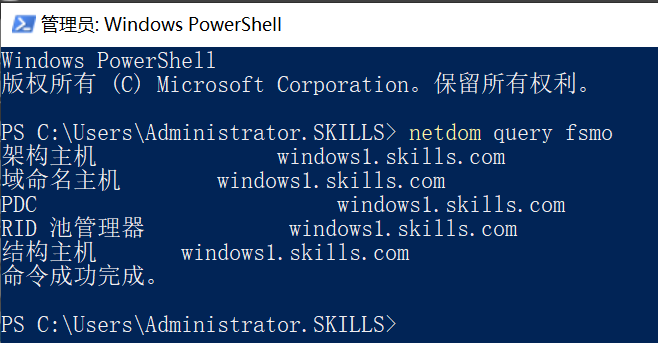 管理员: Windows PowerShell
Windows PowerShell
版权所有 (C) Microsoft Corporation。保留所有权利。
PS C:\Users\Administrator.SKILLS> netdom query fsmo
架构主机               windows1.skills.com
域命名主机        windows1.skills.com
PDC                         windows1.skills.com
RID 池管理器            windows1.skills.com
结构主机       windows1.skills.com
命令成功完成。
PS C:\Users\Administrator.SKILLS>